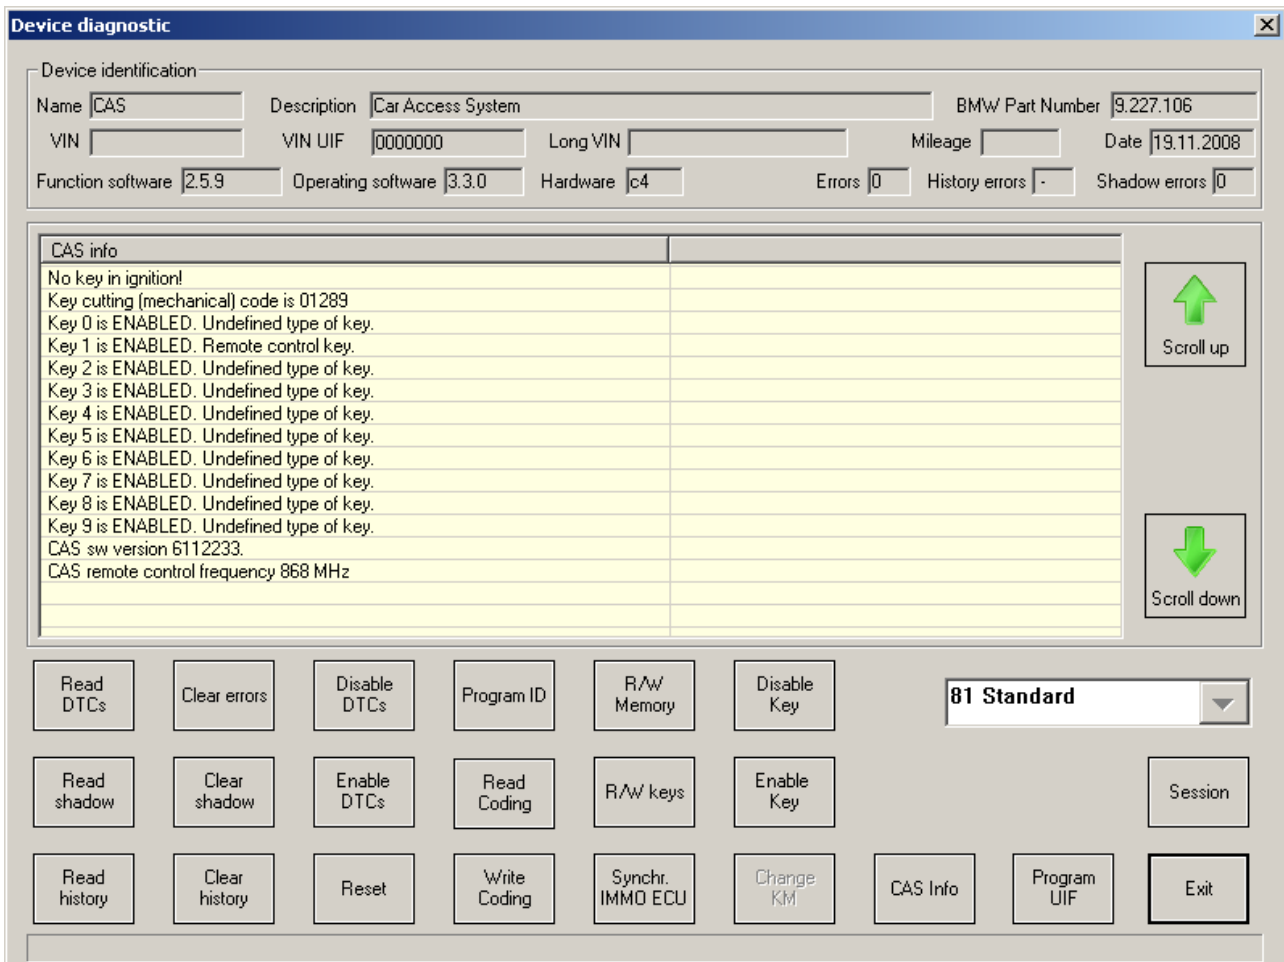 Device diagnostic
Device identification
Name CAS Description Car Access System BMW Part Number 9.227.106
VIN VIN UIF 0000000 Long VIN Mileage Date 19.11.2008
Function software 2.5.9 Operating software 3.3.0 Hardware c4 Errors 0 History errors - Shadow errors 0
CAS info
No key in ignition!
Key cutting (mechanical) code is 01289
Key 0 is ENABLED. Undefined type of key.
Key 1 is ENABLED. Remote control key.
Key 2 is ENABLED. Undefined type of key.
Key 3 is ENABLED. Undefined type of key.
Key 4 is ENABLED. Undefined type of key.
Key 5 is ENABLED. Undefined type of key.
Key 6 is ENABLED. Undefined type of key.
Key 7 is ENABLED. Undefined type of key.
Key 8 is ENABLED. Undefined type of key.
Key 9 is ENABLED. Undefined type of key.
CAS sw version 6112233.
CAS remote control frequency 868 MHz
Scroll up
Scroll down
Read DTCs
Clear errors
Disable DTCs
Program ID
R/W Memory
Disable Key
81 Standard
Read shadow
Clear shadow
Enable DTCs
Read Coding
R/W keys
Enable Key
Session
Read history
Clear history
Reset
Write Coding
Synchr. IMMO ECU
Change KM
CAS Info
Program UIF
Exit